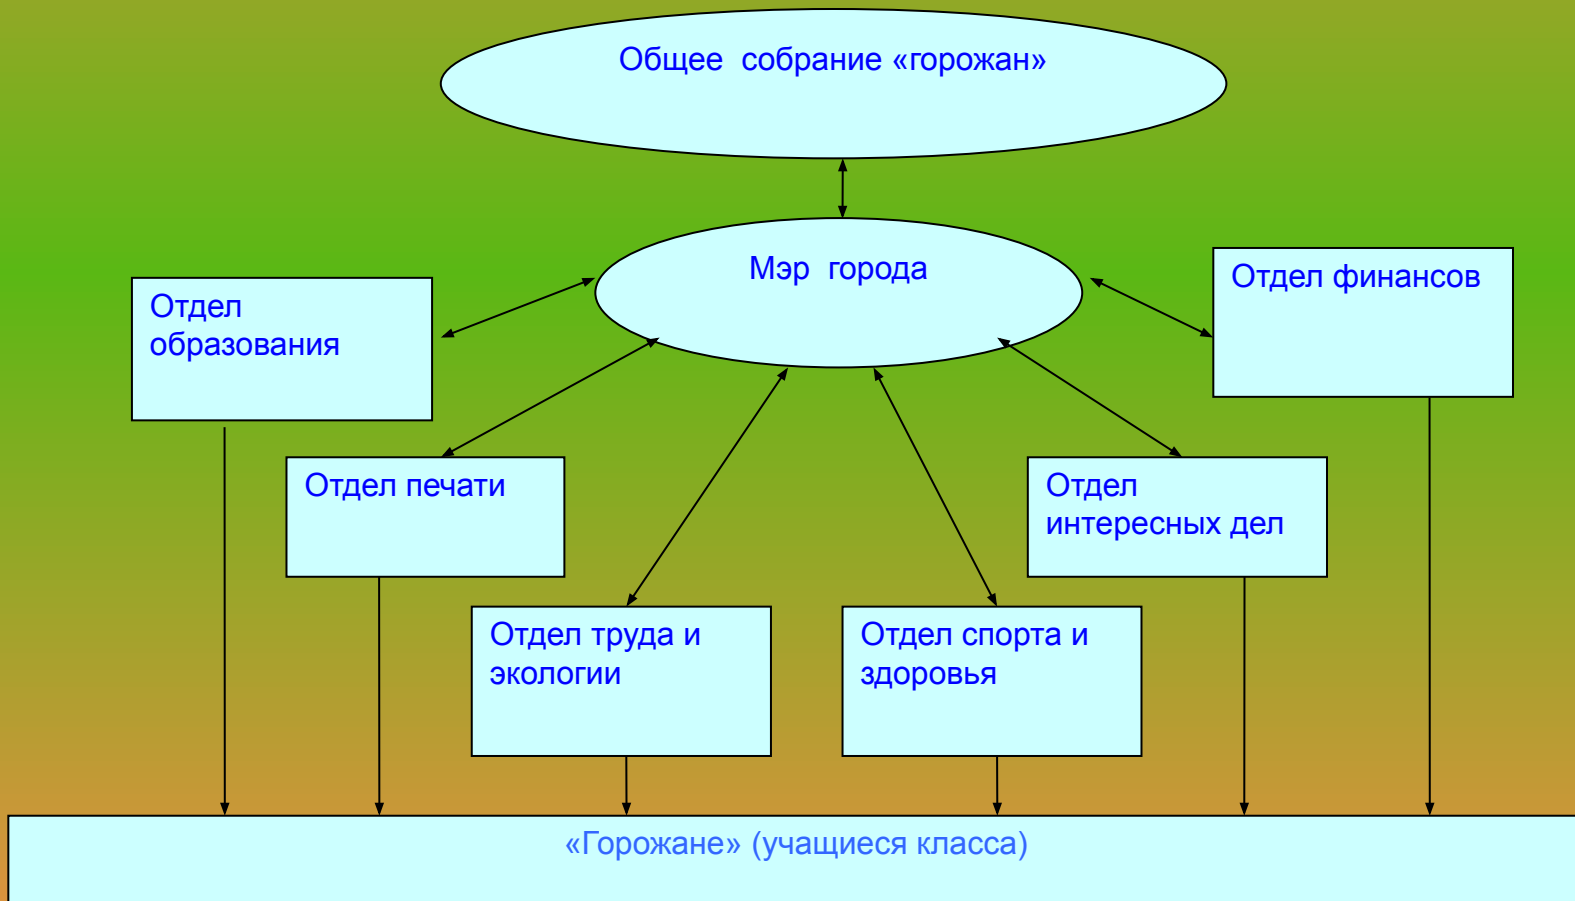 Общее собрание «горожан»
Мэр города
Отдел финансов
Отдел
образования
Отдел печати
Отдел
интересных дел
Отдел труда и
экологии
Отдел спорта и
здоровья
«Горожане» (учащиеся класса)